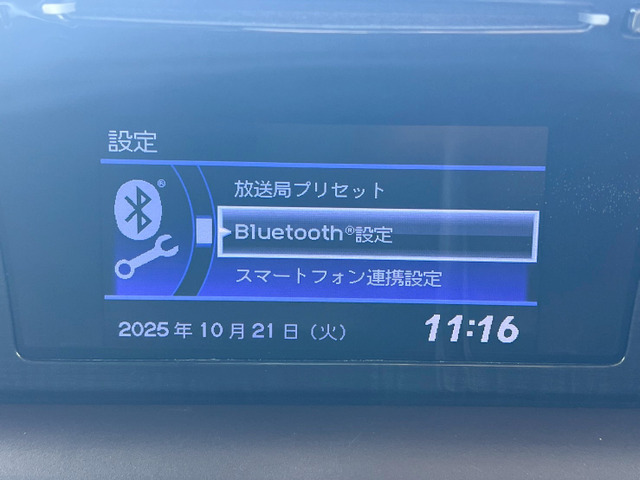 設定
放送局プリセット
Bluetooth®設定
スマートフォン連携設定
2025年10月21日（火）
11:16